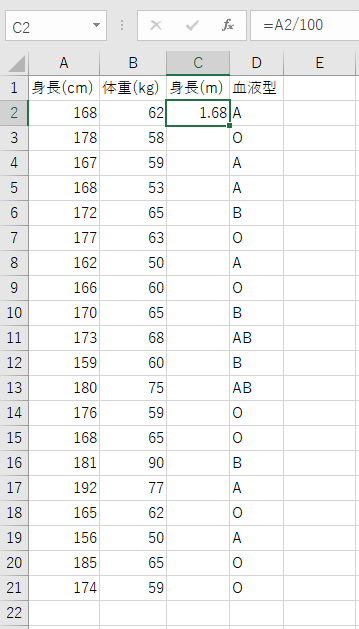 C2 fx =A2/100
A B C D E
1 身長(cm) 体重(kg) 身長(m) 血液型
2 168 62 1.68 A
3 178 58 O
4 167 59 A
5 168 53 A
6 172 65 B
7 177 63 O
8 162 50 A
9 166 60 O
10 170 65 B
11 173 68 AB
12 159 60 B
13 180 75 AB
14 176 59 O
15 168 65 O
16 181 90 B
17 192 77 A
18 165 62 O
19 156 50 A
20 185 65 O
21 174 59 O
22